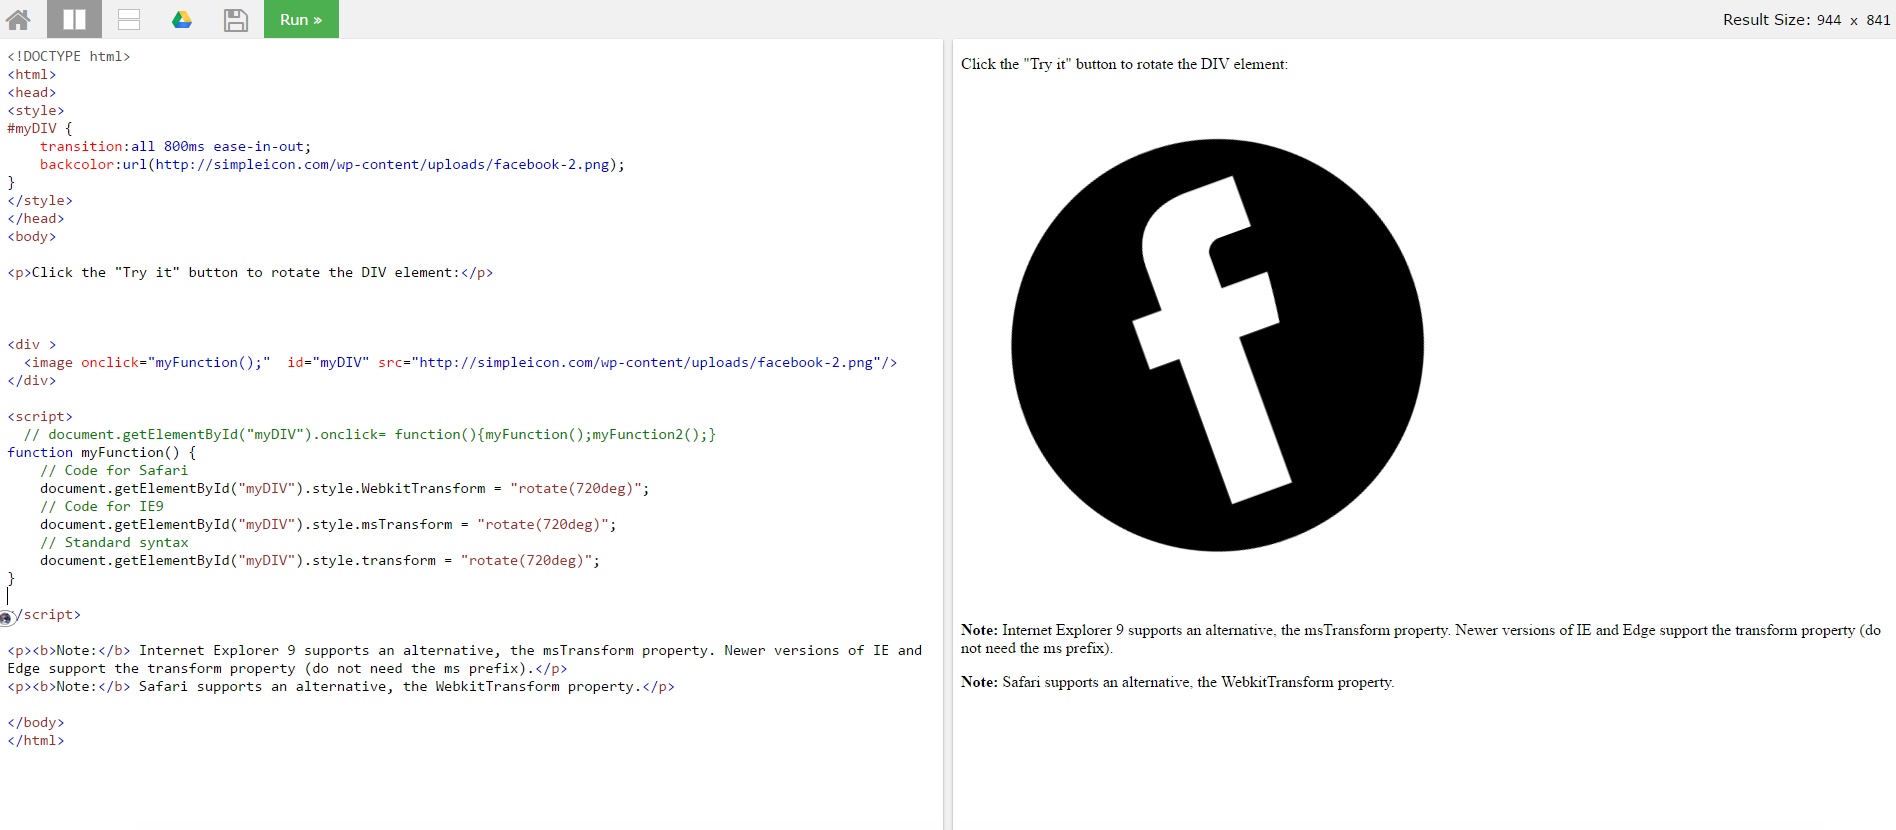 Run »
Result Size: 944 x 841
<!DOCTYPE html>
<html>
<head>
<style>
#myDIV {
    transition:all 800ms ease-in-out;
    backcolor:url(http://simpleicon.com/wp-content/uploads/facebook-2.png);
}
</style>
</head>
<body>
<p>Click the "Try it" button to rotate the DIV element:</p>
<div >
  <image onclick="myFunction();"  id="myDIV" src="http://simpleicon.com/wp-content/uploads/facebook-2.png"/>
</div>
<script>
  // document.getElementById("myDIV").onclick= function(){myFunction();myFunction2();}
function myFunction() {
    // Code for Safari
    document.getElementById("myDIV").style.WebkitTransform = "rotate(720deg)";
    // Code for IE9
    document.getElementById("myDIV").style.msTransform = "rotate(720deg)";
    // Standard syntax
    document.getElementById("myDIV").style.transform = "rotate(720deg)";
}
/script>
<p><b>Note:</b> Internet Explorer 9 supports an alternative, the msTransform property. Newer versions of IE and
Edge support the transform property (do not need the ms prefix).</p>
<p><b>Note:</b> Safari supports an alternative, the WebkitTransform property.</p>
</body>
</html>
Click the "Try it" button to rotate the DIV element:
f
Note: Internet Explorer 9 supports an alternative, the msTransform property. Newer versions of IE and Edge support the transform property (do
not need the ms prefix).
Note: Safari supports an alternative, the WebkitTransform property.